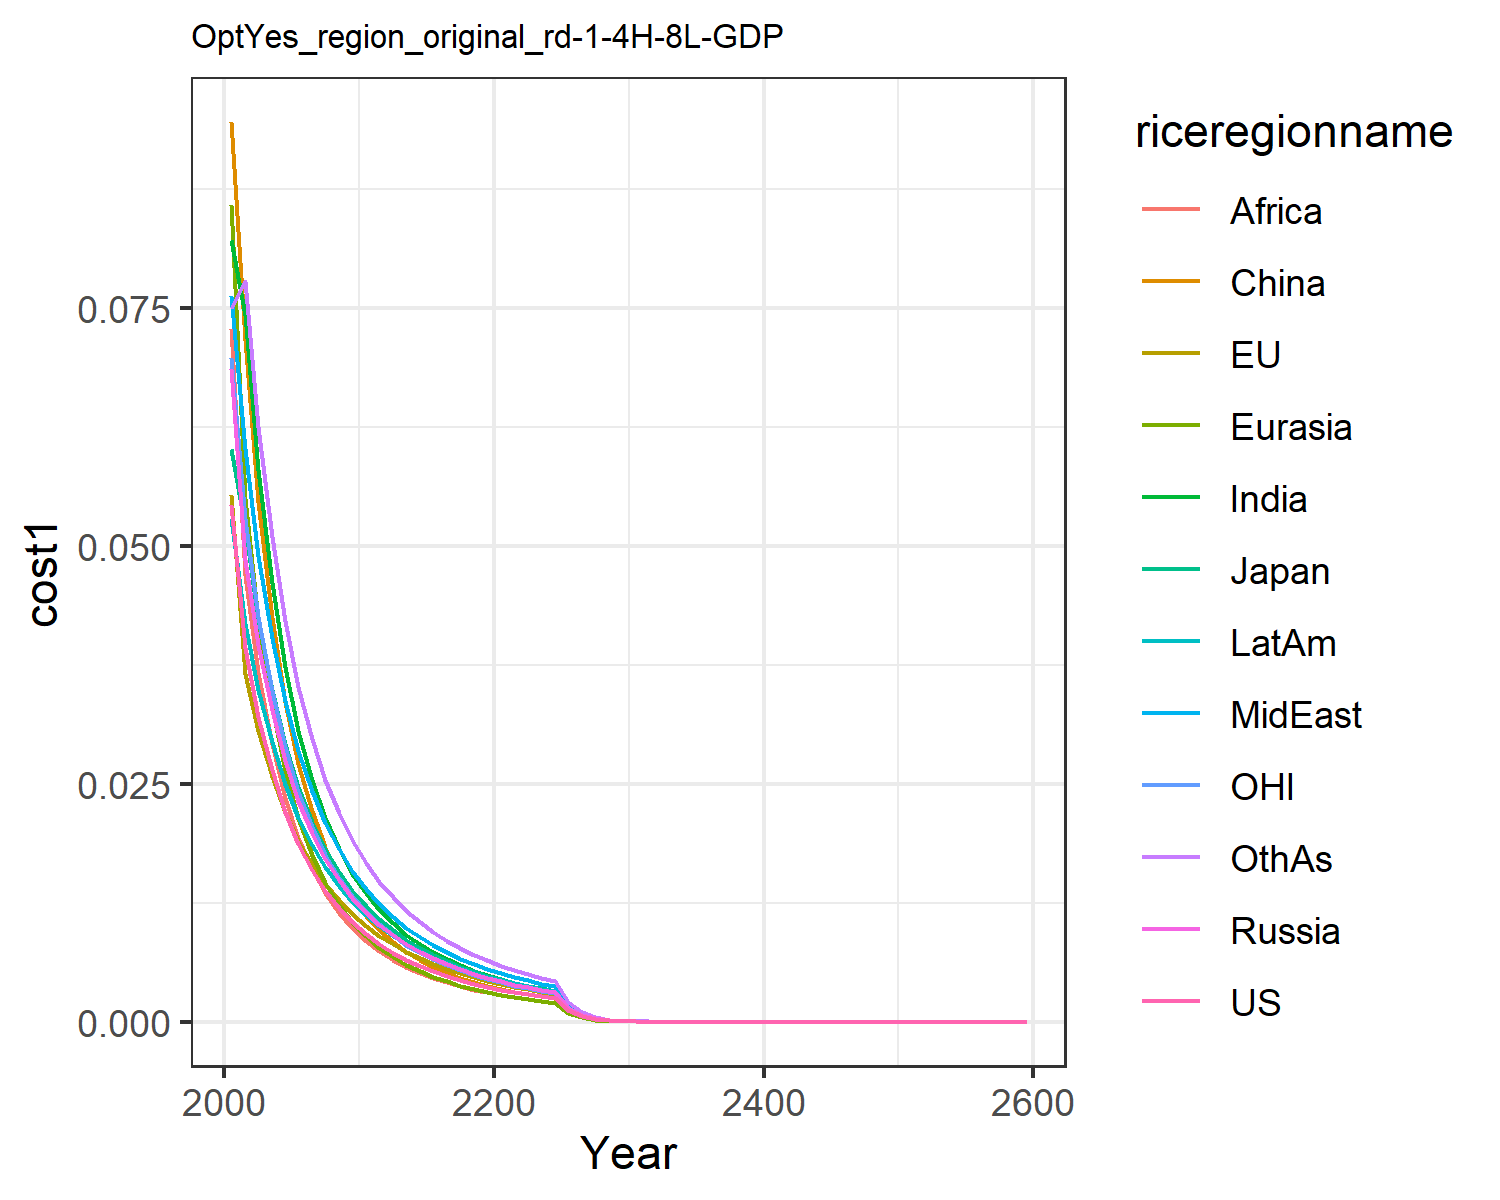 OptYes_region_original_rd-1-4H-8L-GDP
cost1
0.075
0.050
0.025
0.000
2000 2200 2400 2600
Year
riceregionname
Africa
China
EU
Eurasia
India
Japan
LatAm
MidEast
OHI
OthAs
Russia
US